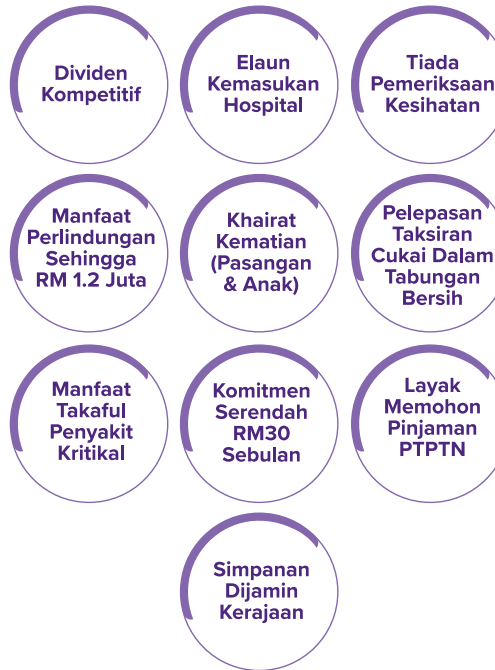 Dividen
Kompetitif
Elaun
Kemasukan
Hospital
Tiada
Pemeriksaan
Kesihatan
Manfaat
Perlindungan
Sehingga
RM 1.2 Juta
Khairat
Kematian
(Pasangan
& Anak)
Pelepasan
Taksiran
Cukai Dalam
Tabungan
Bersih
Manfaat
Takaful
Penyakit
Kritikal
Komitmen
Serendah
RM30
Sebulan
Layak
Memohon
Pinjaman
PTPTN
Simpanan
Dijamin
Kerajaan